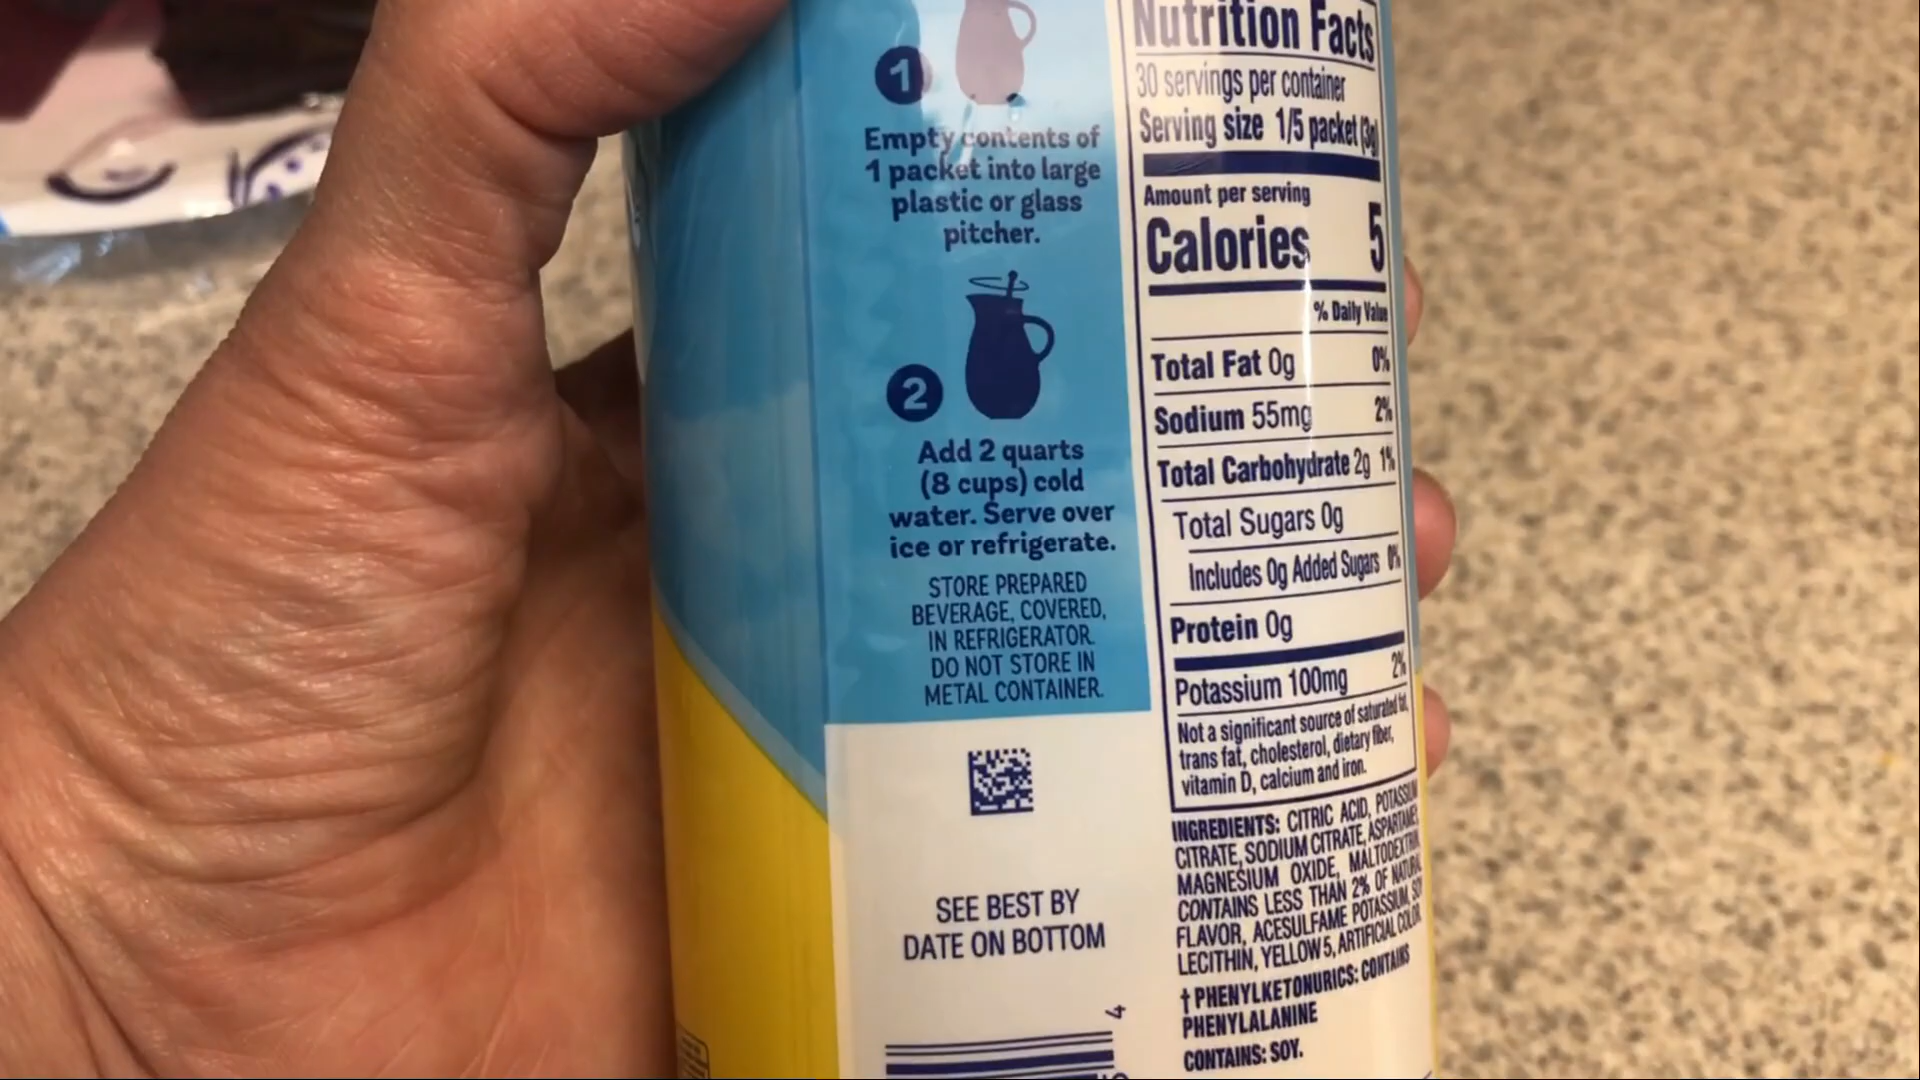 1
Empty contents of
1 packet into large
plastic or glass
pitcher.
2
Add 2 quarts
(8 cups) cold
water. Serve over
ice or refrigerate.
STORE PREPARED
BEVERAGE, COVERED,
IN REFRIGERATOR.
DO NOT STORE IN
METAL CONTAINER.
SEE BEST BY
DATE ON BOTTOM
4
Nutrition Facts
30 servings per container
Serving size 1/5 packet (3g)
Amount per serving
Calories 5
% Daily Value
Total Fat 0g 0%
Sodium 55mg 2%
Total Carbohydrate 2g 1%
Total Sugars 0g
Includes 0g Added Sugars 0%
Protein 0g
Potassium 100mg 2%
Not a significant source of saturated fat,
trans fat, cholesterol, dietary fiber,
vitamin D, calcium and iron.
INGREDIENTS: CITRIC ACID, POTASSIUM
CITRATE, SODIUM CITRATE, ASPARTAME†,
MAGNESIUM OXIDE, MALTODEXTRIN,
CONTAINS LESS THAN 2% OF NATURAL
FLAVOR, ACESULFAME POTASSIUM, SOY
LECITHIN, YELLOW 5, ARTIFICIAL COLOR.
† PHENYLKETONURICS: CONTAINS
PHENYLALANINE
CONTAINS: SOY.